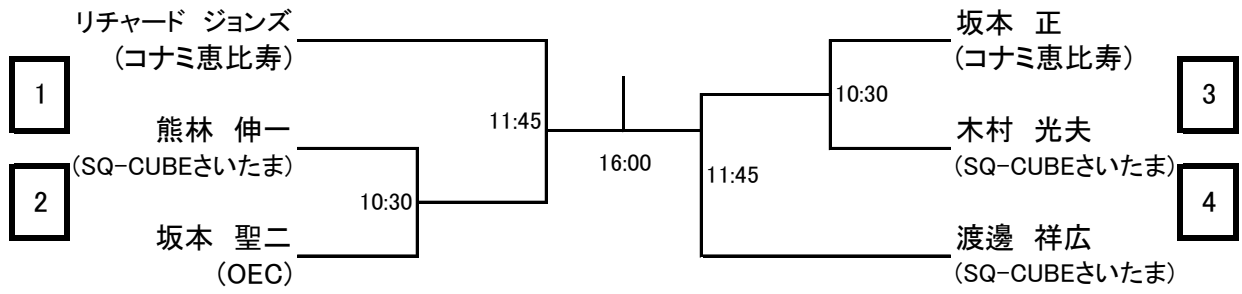 リチャード ジョンズ
(コナミ恵比寿)
1
熊林 伸一
(SQ-CUBEさいたま)
2
坂本 聖二
(OEC)
11:45
10:30
16:00
坂本 正
(コナミ恵比寿)
3
10:30
木村 光夫
(SQ-CUBEさいたま)
11:45
4
渡邊 祥広
(SQ-CUBEさいたま)